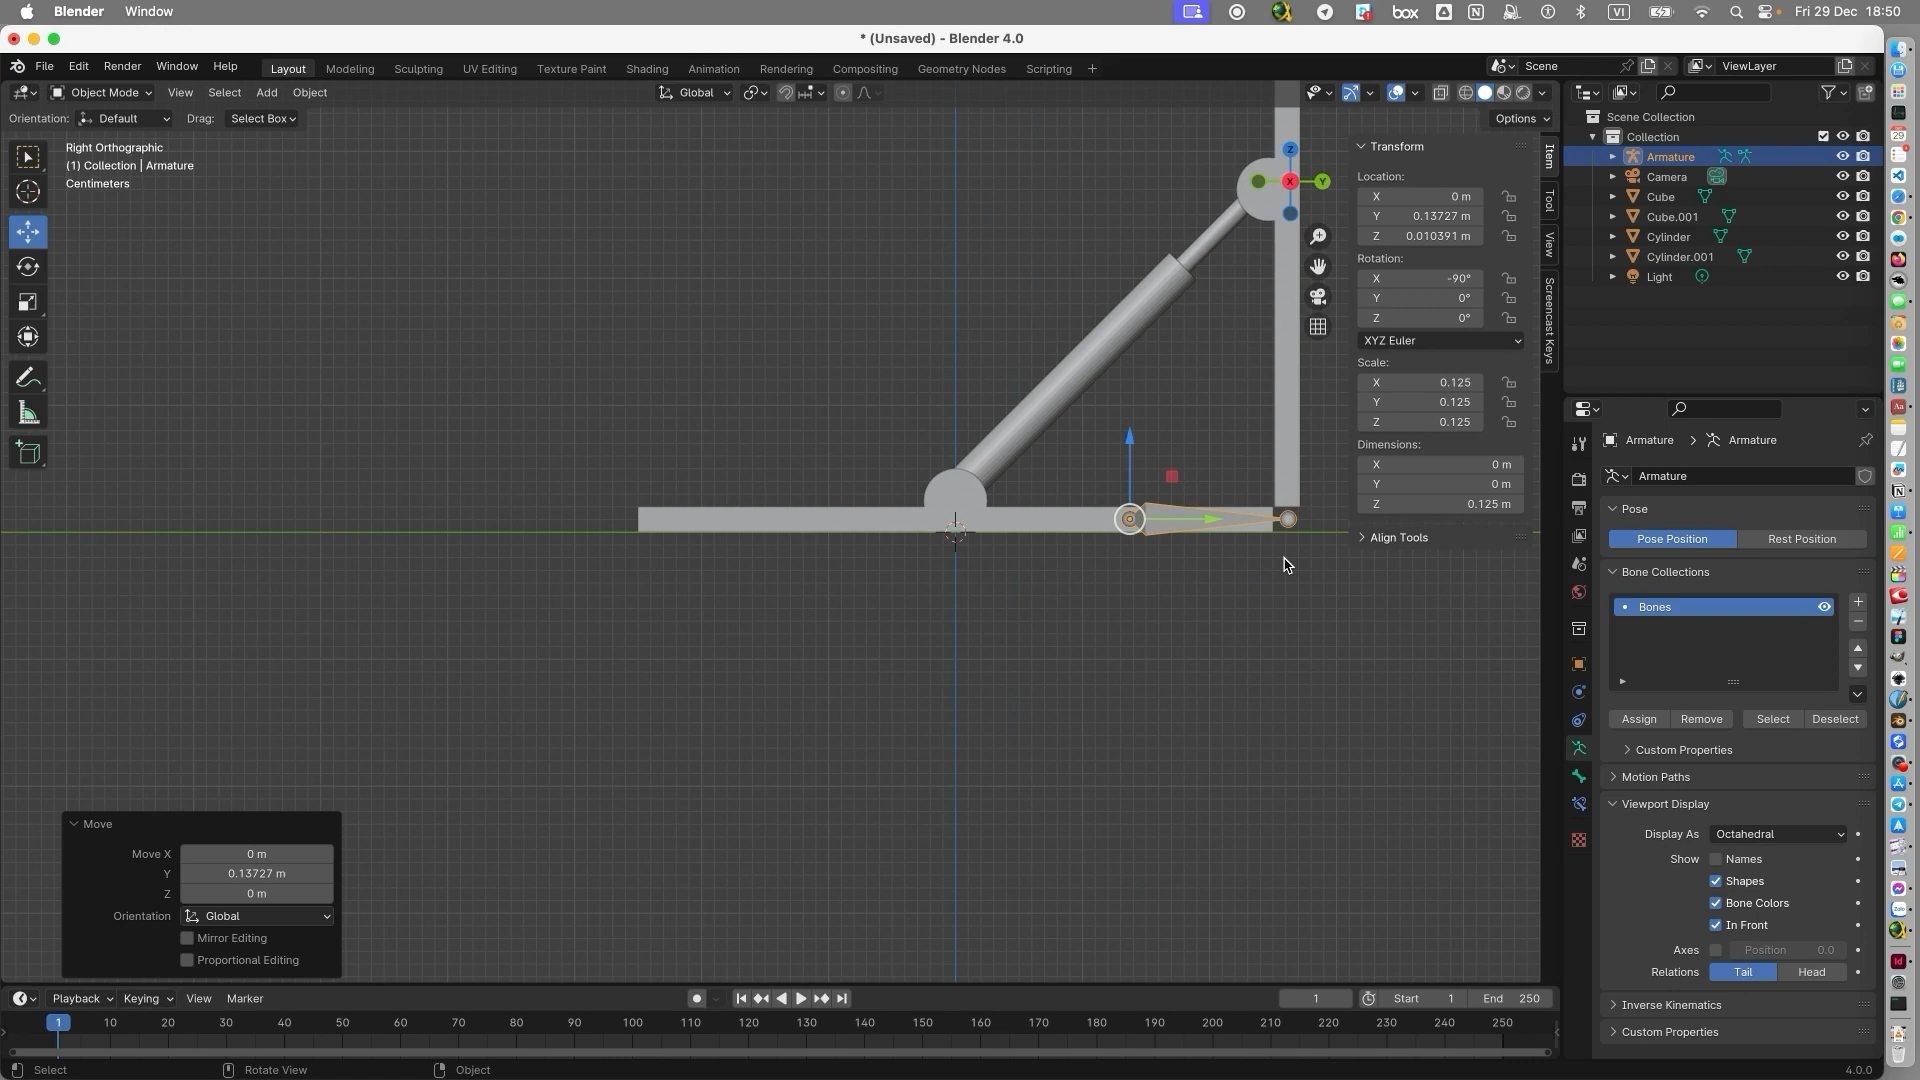 Blender Window box VI Fri 29 Dec 18:50
* (Unsaved) - Blender 4.0
File Edit Render Window Help Layout Modeling Sculpting UV Editing Texture Paint Shading Animation Rendering Compositing Geometry Nodes Scripting + Scene ViewLayer
Object Mode View Select Add Object Global
Orientation: Default Drag: Select Box Options
Right Orthographic
(1) Collection | Armature
Centimeters
Z
X
Y
Transform
Location:
X 0 m
Y 0.13727 m
Z 0.010391 m
Rotation:
X -90°
Y 0°
Z 0°
XYZ Euler
Scale:
X 0.125
Y 0.125
Z 0.125
Dimensions:
X 0 m
Y 0 m
Z 0.125 m
Align Tools
Item
Tool
View
Screencast Keys
Scene Collection
Collection
Armature
Camera
Cube
Cube.001
Cylinder
Cylinder.001
Light
Armature > Armature
Armature
Pose
Pose Position Rest Position
Bone Collections
Bones
Assign Remove Select Deselect
Custom Properties
Motion Paths
Viewport Display
Display As Octahedral
Show Names
Shapes
Bone Colors
In Front
Axes Position 0.0
Relations Tail Head
Inverse Kinematics
Custom Properties
Move
Move X 0 m
Y 0.13727 m
Z 0 m
Orientation Global
Mirror Editing
Proportional Editing
Playback Keying View Marker 1 Start 1 End 250
1 10 20 30 40 50 60 70 80 90 100 110 120 130 140 150 160 170 180 190 200 210 220 230 240 250
Select Rotate View Object 4.0.0